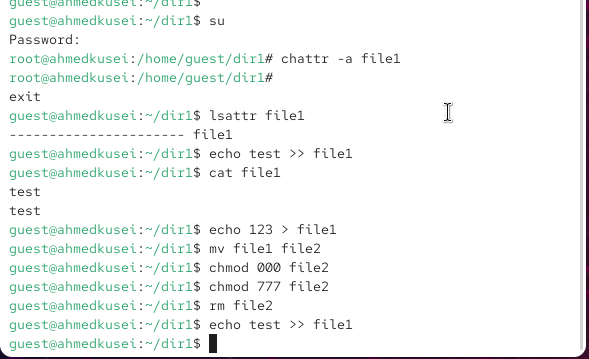 guest@ahmedkusei:~/dir1$
guest@ahmedkusei:~/dir1$ su
Password:
root@ahmedkusei:/home/guest/dir1# chattr -a file1
root@ahmedkusei:/home/guest/dir1#
exit
guest@ahmedkusei:~/dir1$ lsattr file1
---------------------- file1
guest@ahmedkusei:~/dir1$ echo test >> file1
guest@ahmedkusei:~/dir1$ cat file1
test
test
guest@ahmedkusei:~/dir1$ echo 123 > file1
guest@ahmedkusei:~/dir1$ mv file1 file2
guest@ahmedkusei:~/dir1$ chmod 000 file2
guest@ahmedkusei:~/dir1$ chmod 777 file2
guest@ahmedkusei:~/dir1$ rm file2
guest@ahmedkusei:~/dir1$ echo test >> file1
guest@ahmedkusei:~/dir1$